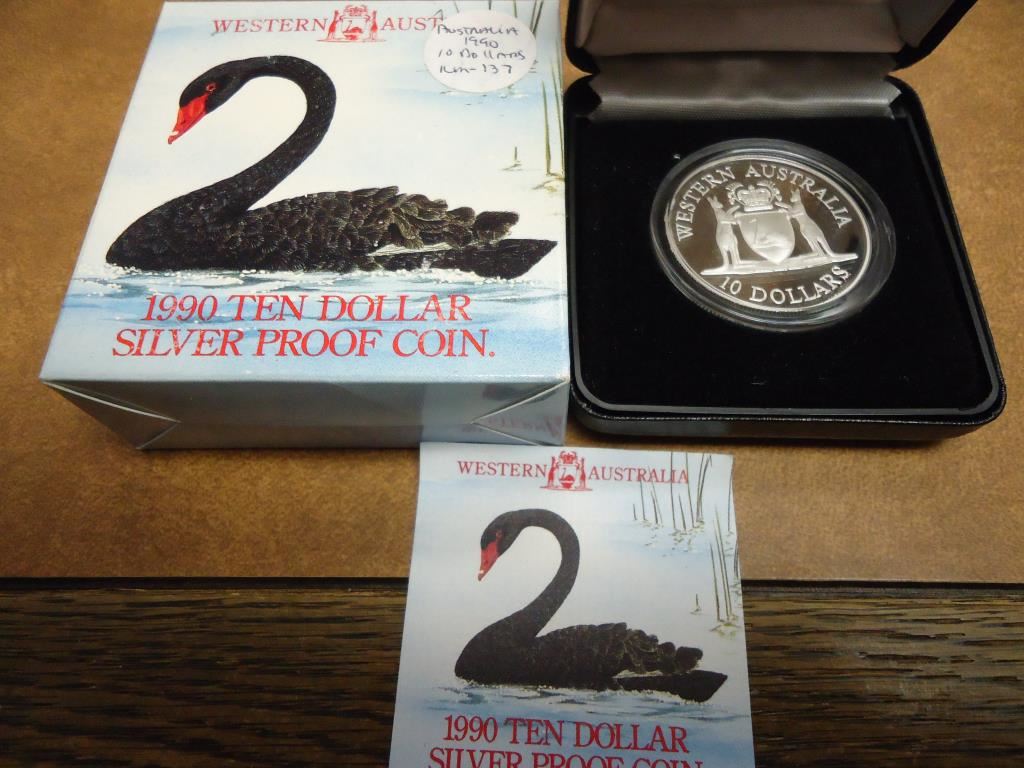 WESTERN AUST
AUSTRALIA
1990
10 DOLLARS
KM-137
1990 TEN DOLLAR
SILVER PROOF COIN.
WESTERN AUSTRALIA
10 DOLLARS
WESTERN AUSTRALIA
1990 TEN DOLLAR
SILVER PROOF COIN